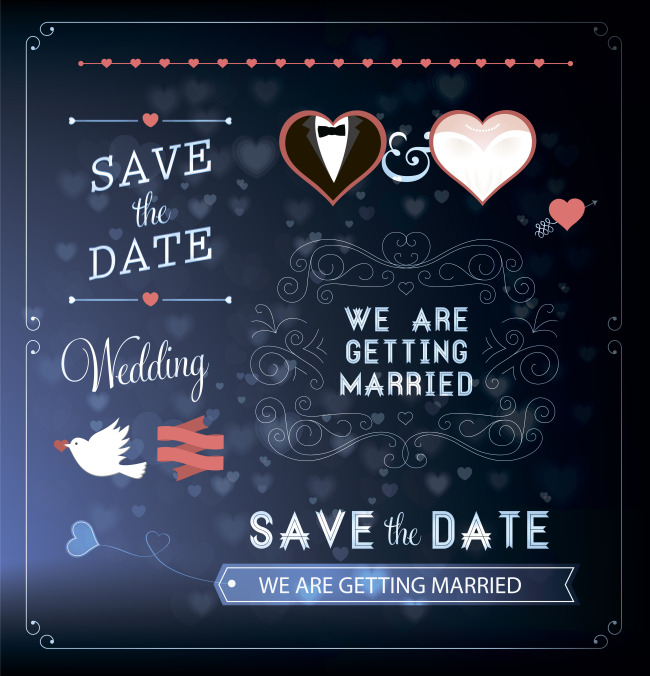 SAVE
the
DATE
&
Wedding
WE ARE
GETTING
MARRIED
SAVE the DATE
WE ARE GETTING MARRIED